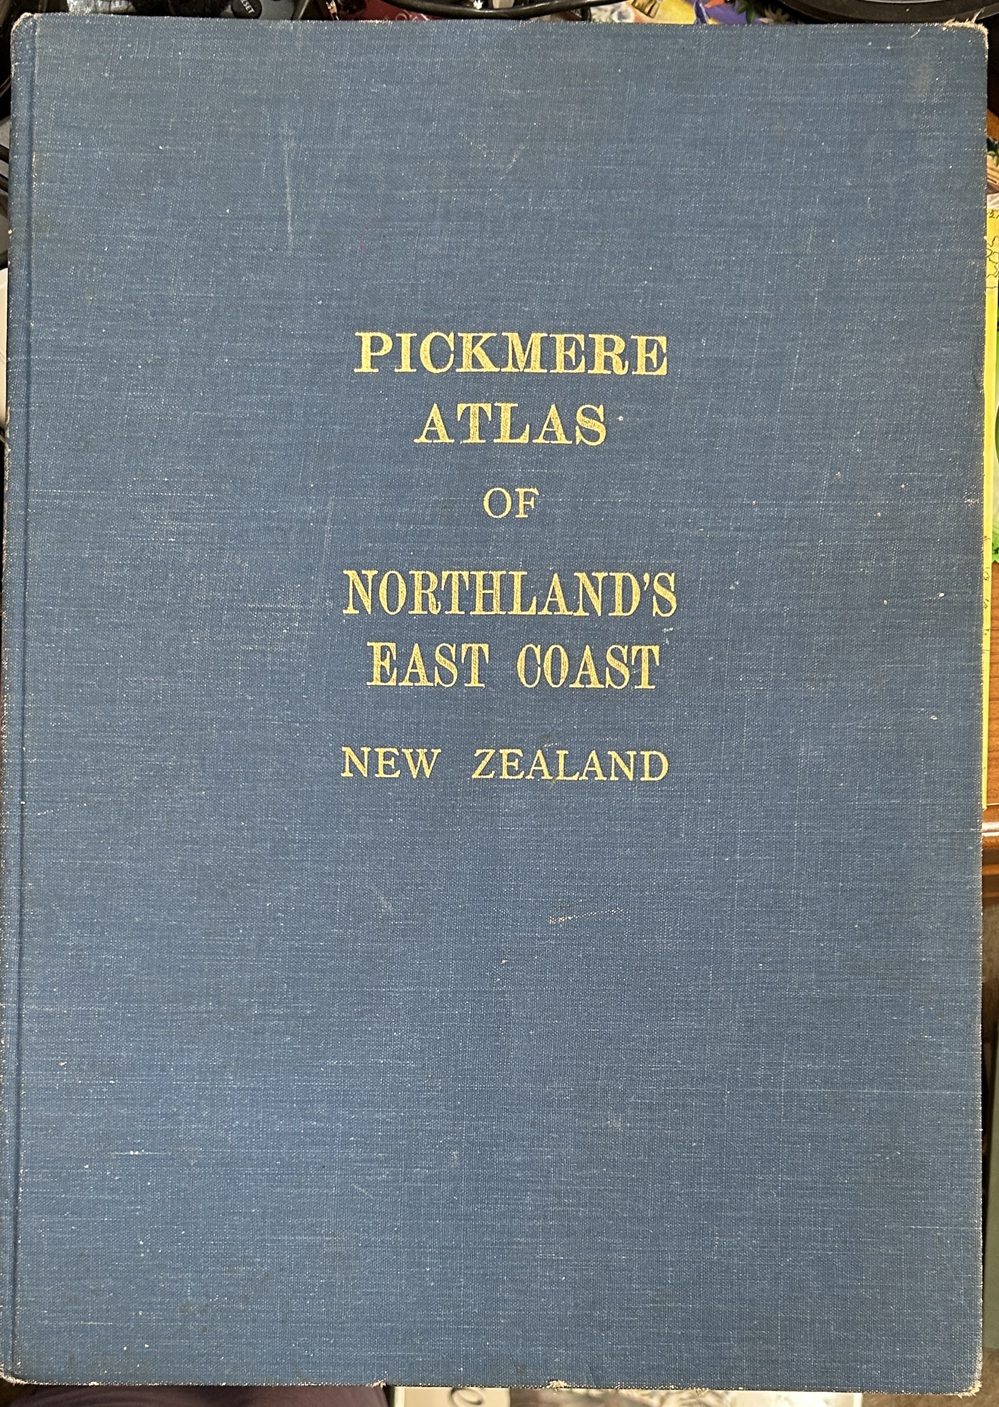 PICKMERE
ATLAS
OF
NORTHLAND'S
EAST COAST
NEW ZEALAND